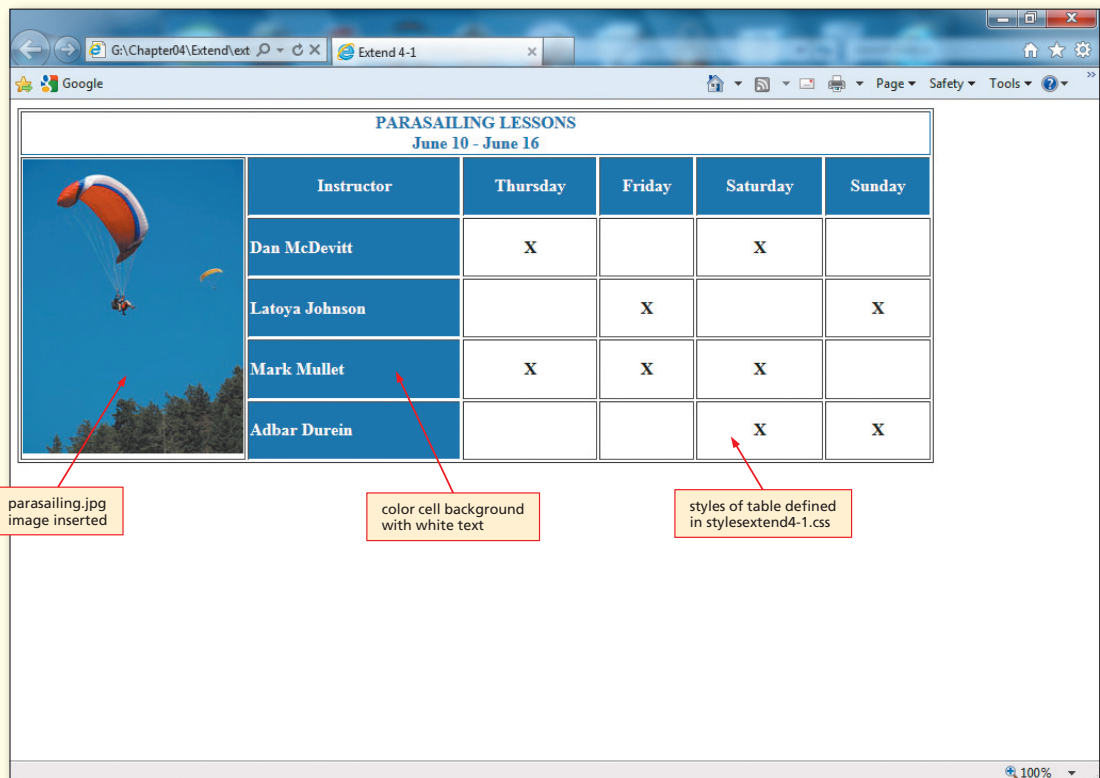 G:\Chapter04\Extend\ext
Extend 4-1
Google
Page
Safety
Tools
PARASAILING LESSONS
June 10 - June 16
Instructor Thursday Friday Saturday Sunday
Dan McDevitt X X
Latoya Johnson X X
Mark Mullet X X X
Adbar Durein X X
parasailing.jpg
image inserted
color cell background
with white text
styles of table defined
in stylesextend4-1.css
100%